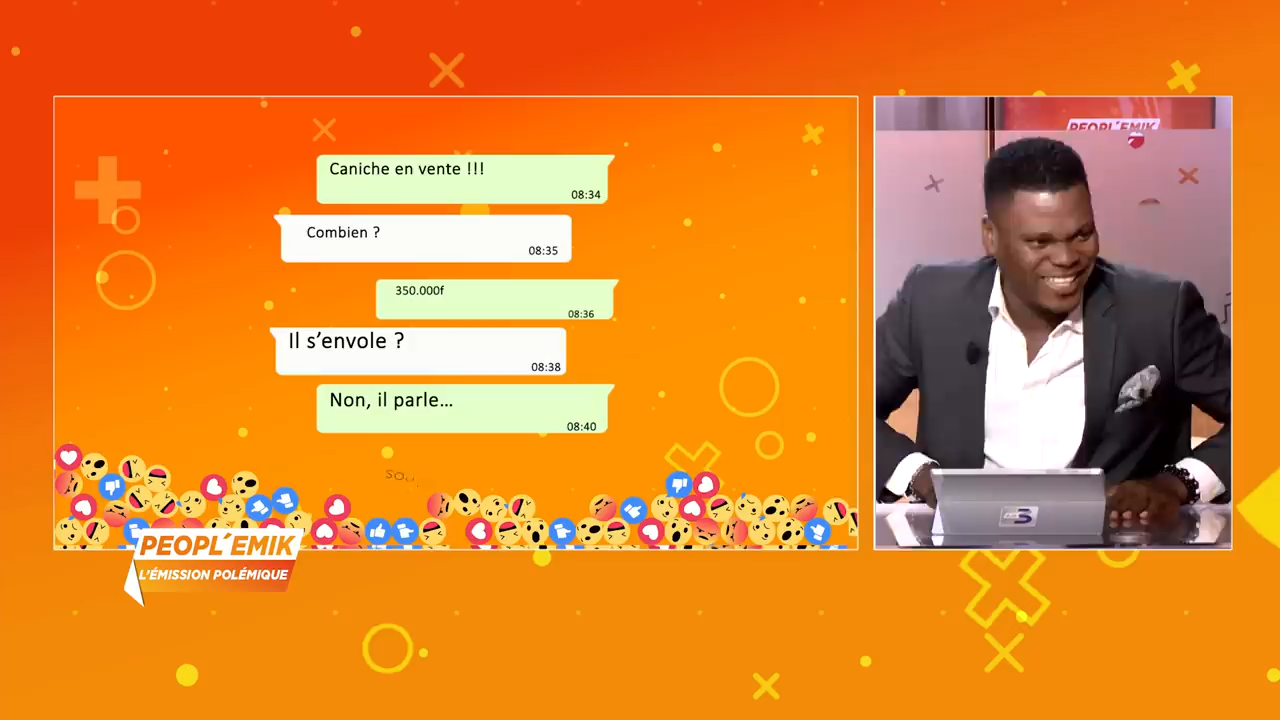 Caniche en vente !!!
08:34
Combien ?
08:35
350.000f
08:36
Il s’envole ?
08:38
Non, il parle...
08:40
PEOPL´EMIK
L'ÉMISSION POLÉMIQUE
PEOPL´EMIK
3